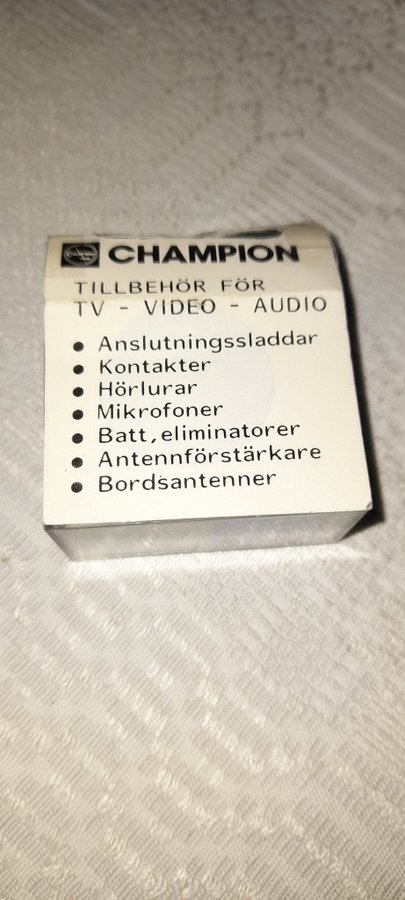 CHAMPION
TILLBEHÖR FÖR
TV - VIDEO - AUDIO
• Anslutningssladdar
• Kontakter
• Hörlurar
• Mikrofoner
• Batt,eliminatorer
• Antennförstärkare
• Bordsantenner